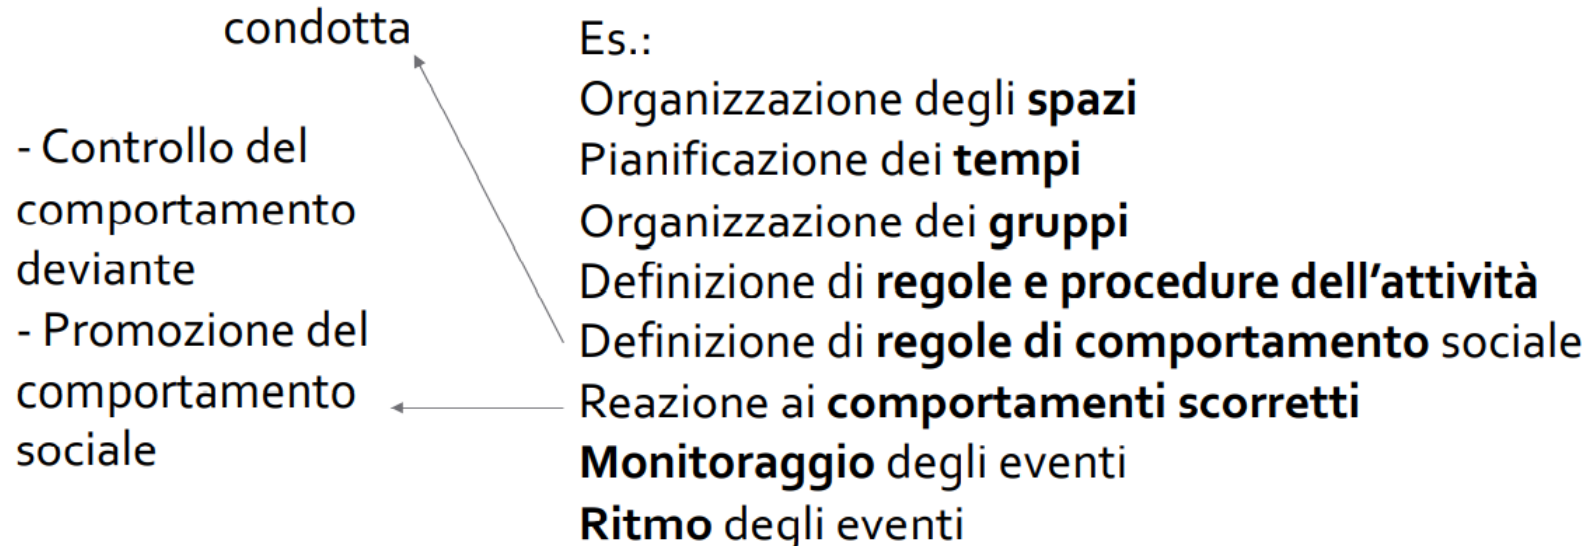 condotta
- Controllo del
comportamento
deviante
- Promozione del
comportamento
sociale
Es.:
Organizzazione degli spazi
Pianificazione dei tempi
Organizzazione dei gruppi
Definizione di regole e procedure dell'attività
Definizione di regole di comportamento sociale
Reazione ai comportamenti scorretti
Monitoraggio degli eventi
Ritmo degli eventi